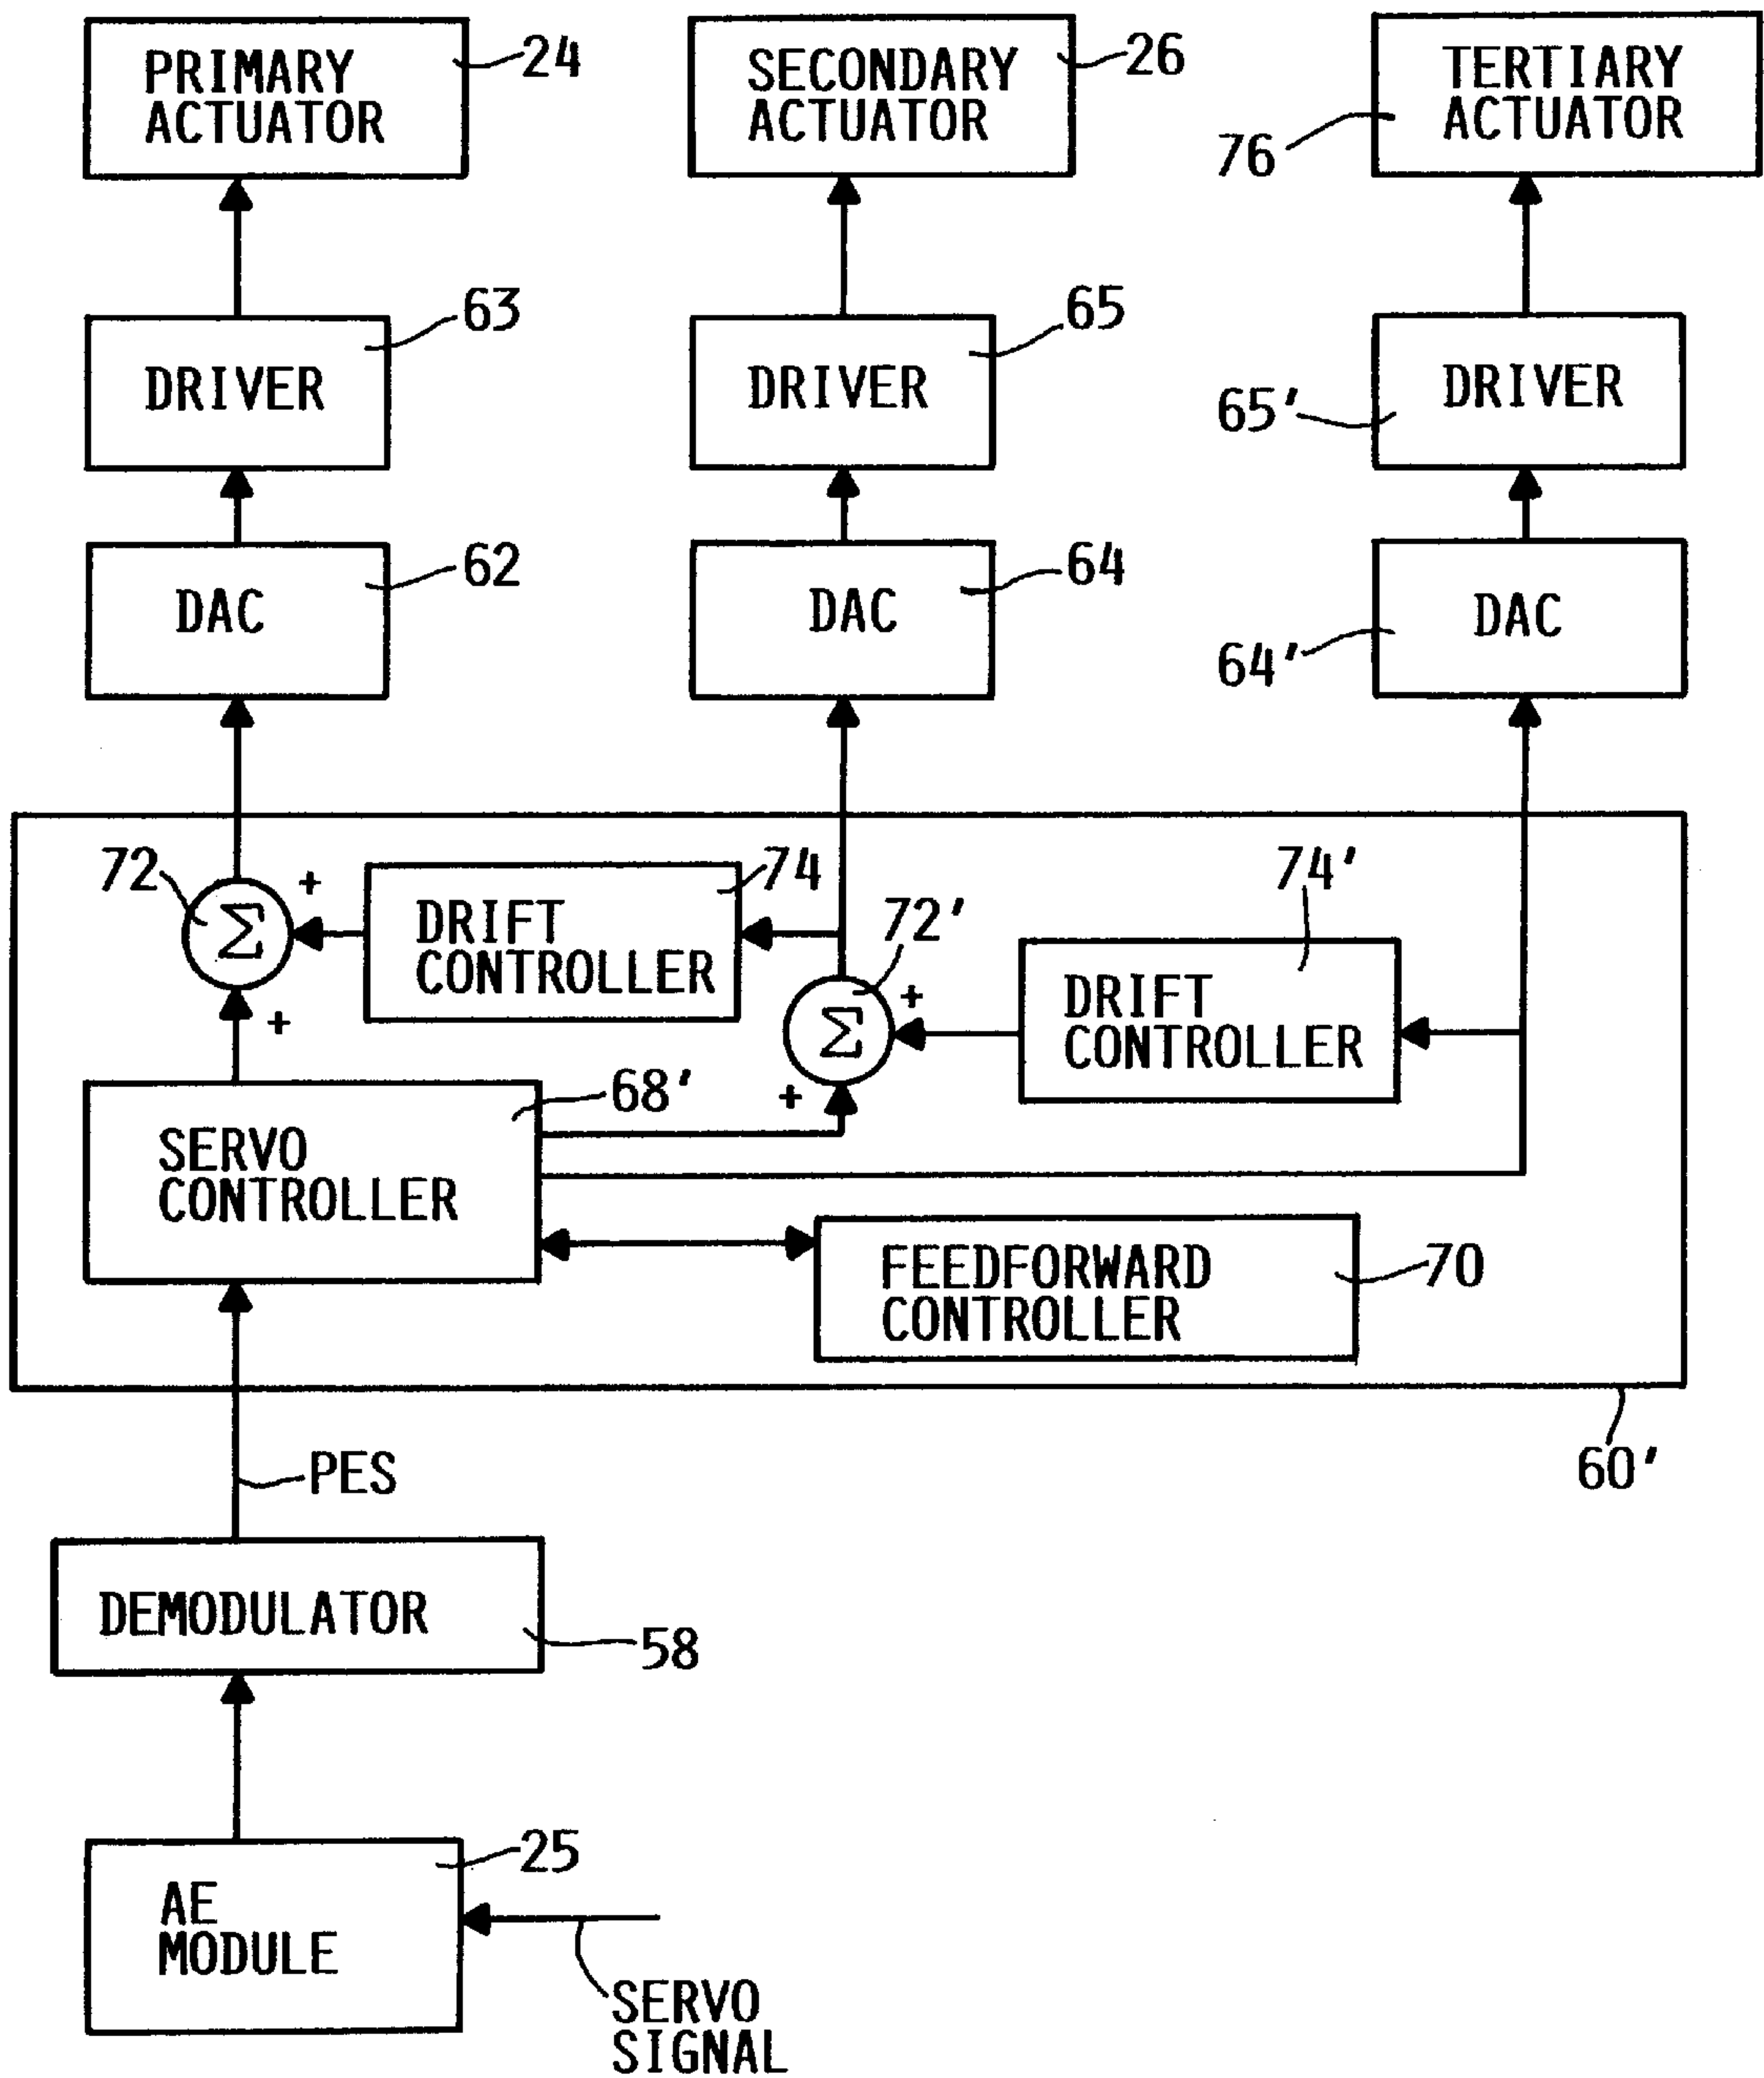 PRIMARY
ACTUATOR
24
SECONDARY
ACTUATOR
26
TERTIARY
ACTUATOR
76
DRIVER
63
DRIVER
65
DRIVER
65'
DAC
62
DAC
64
DAC
64'
72
Σ
+
+
DRIFT
CONTROLLER
74
72'
Σ
+
+
DRIFT
CONTROLLER
74'
SERVO
CONTROLLER
68'
FEEDFORWARD
CONTROLLER
70
60'
PES
DEMODULATOR
58
AE
MODULE
25
SERVO
SIGNAL